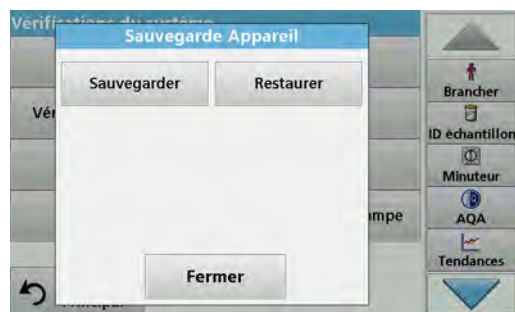 Vérifications du système
Sauvegarde Appareil
Sauvegarder
Restaurer
Fermer
Brancher
ID échantillon
Minuteur
AQA
Tendances